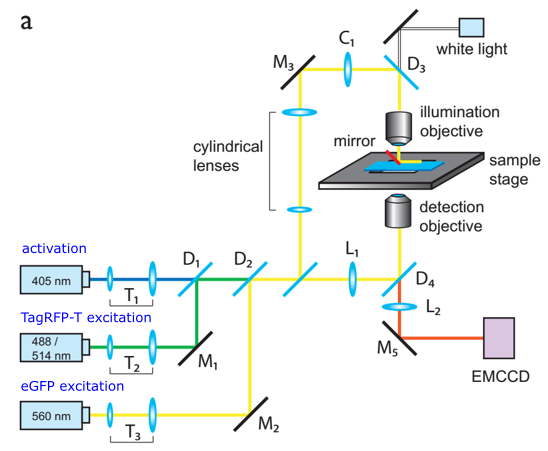 a
white light
C1
M3
D3
illumination
objective
mirror
cylindrical
lenses
sample
stage
detection
objective
activation
D1
D2
L1
D4
405 nm
T1
L2
TagRFP-T excitation
488 /
514 nm
T2
M1
M5
EMCCD
eGFP excitation
560 nm
T3
M2